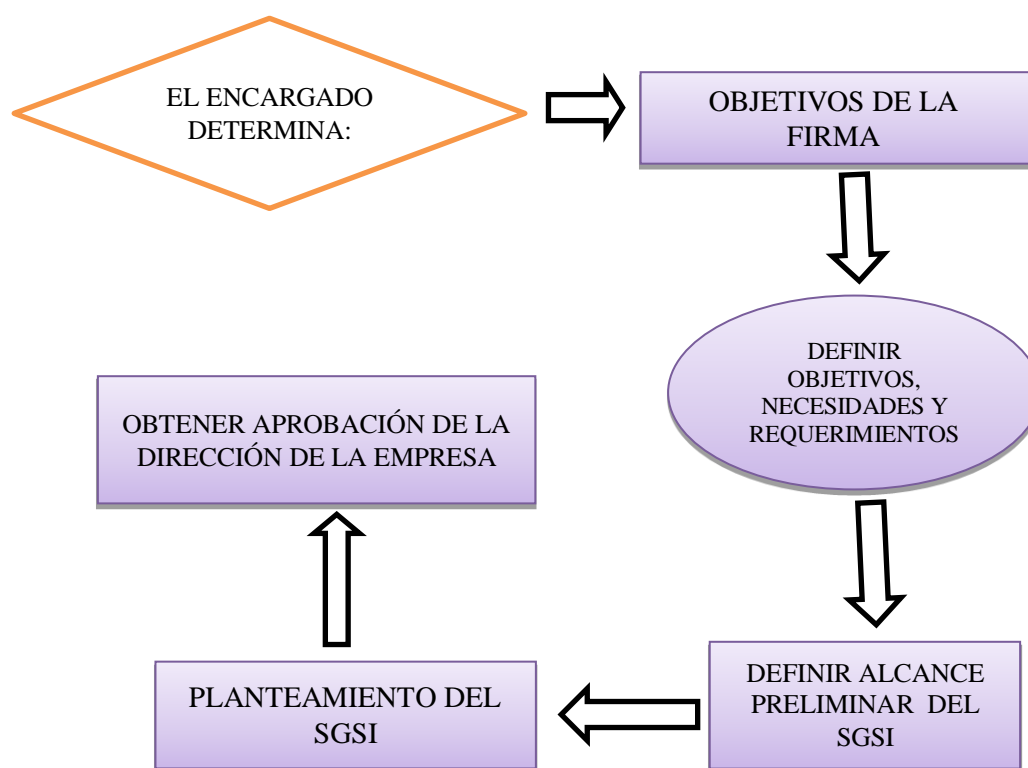 EL ENCARGADO
DETERMINA:
OBJETIVOS DE LA
FIRMA
DEFINIR
OBJETIVOS,
NECESIDADES Y
REQUERIMIENTOS
DEFINIR ALCANCE
PRELIMINAR DEL
SGSI
PLANTEAMIENTO DEL
SGSI
OBTENER APROBACIÓN DE LA
DIRECCIÓN DE LA EMPRESA